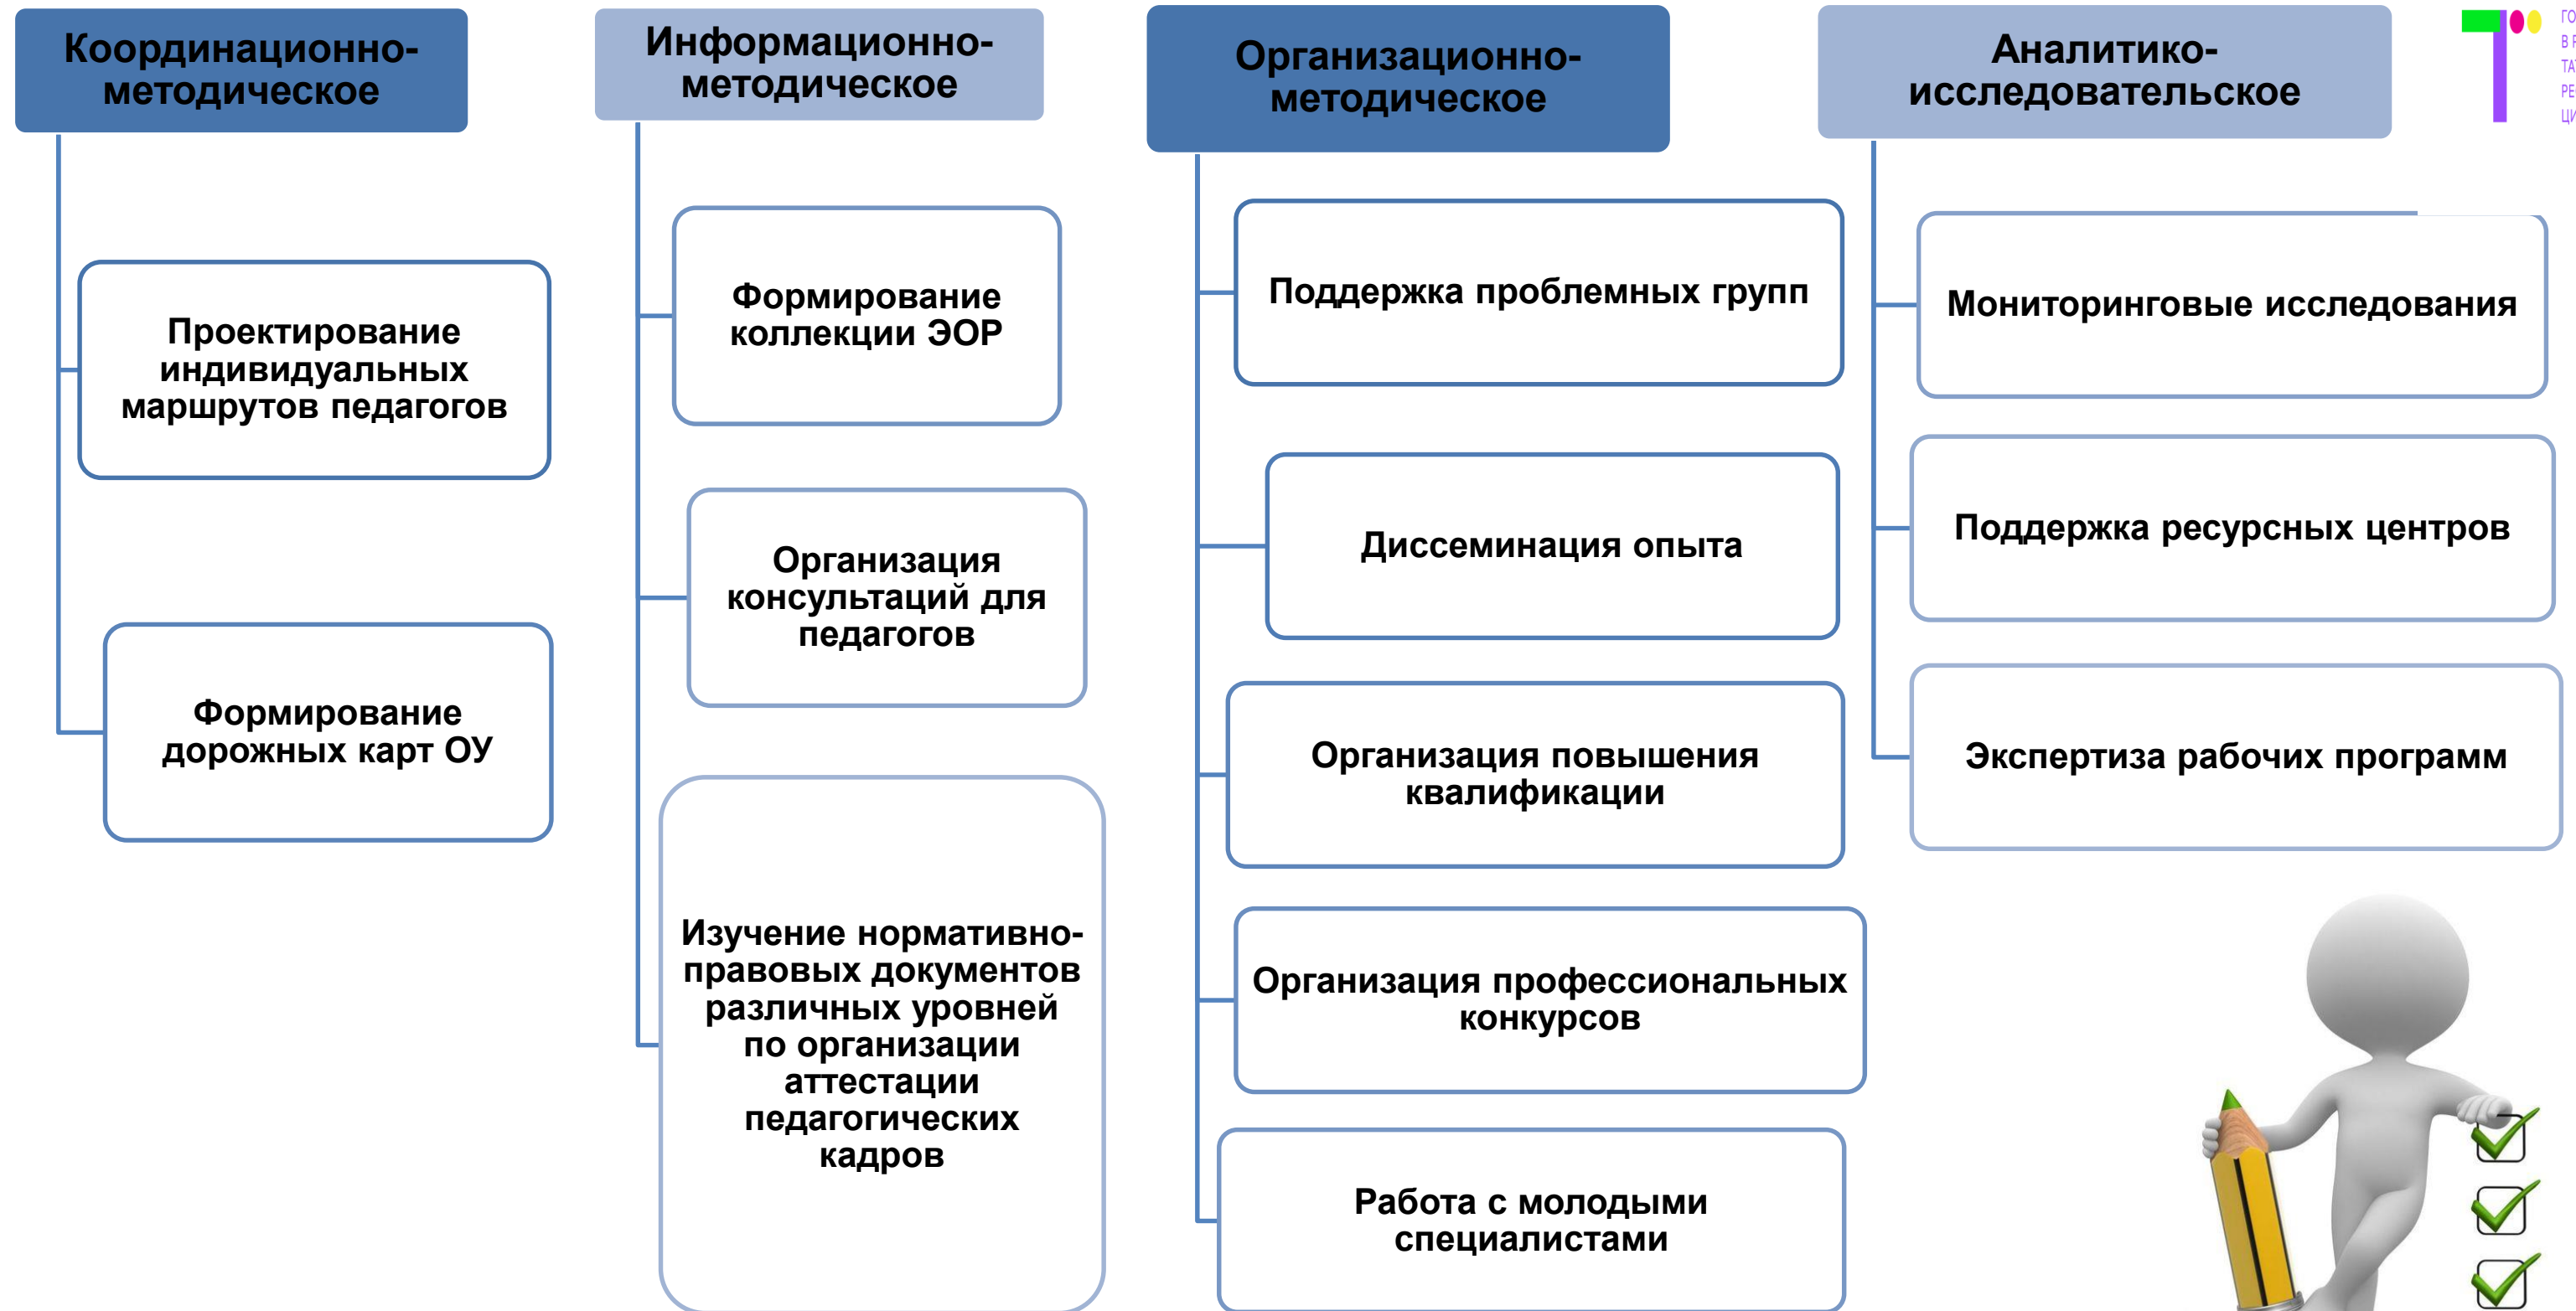 Координационно-
методическое
Проектирование
индивидуальных
маршрутов педагогов
Формирование
дорожных карт ОУ
Информационно-
методическое
Формирование
коллекции ЭОР
Организация
консультаций для
педагогов
Изучение нормативно-
правовых документов
различных уровней
по организации
аттестации
педагогических
кадров
Организационно-
методическое
Поддержка проблемных групп
Диссеминация опыта
Организация повышения
квалификации
Организация профессиональных
конкурсов
Работа с молодыми
специалистами
Аналитико-
исследовательское
Мониторинговые исследования
Поддержка ресурсных центров
Экспертиза рабочих программ